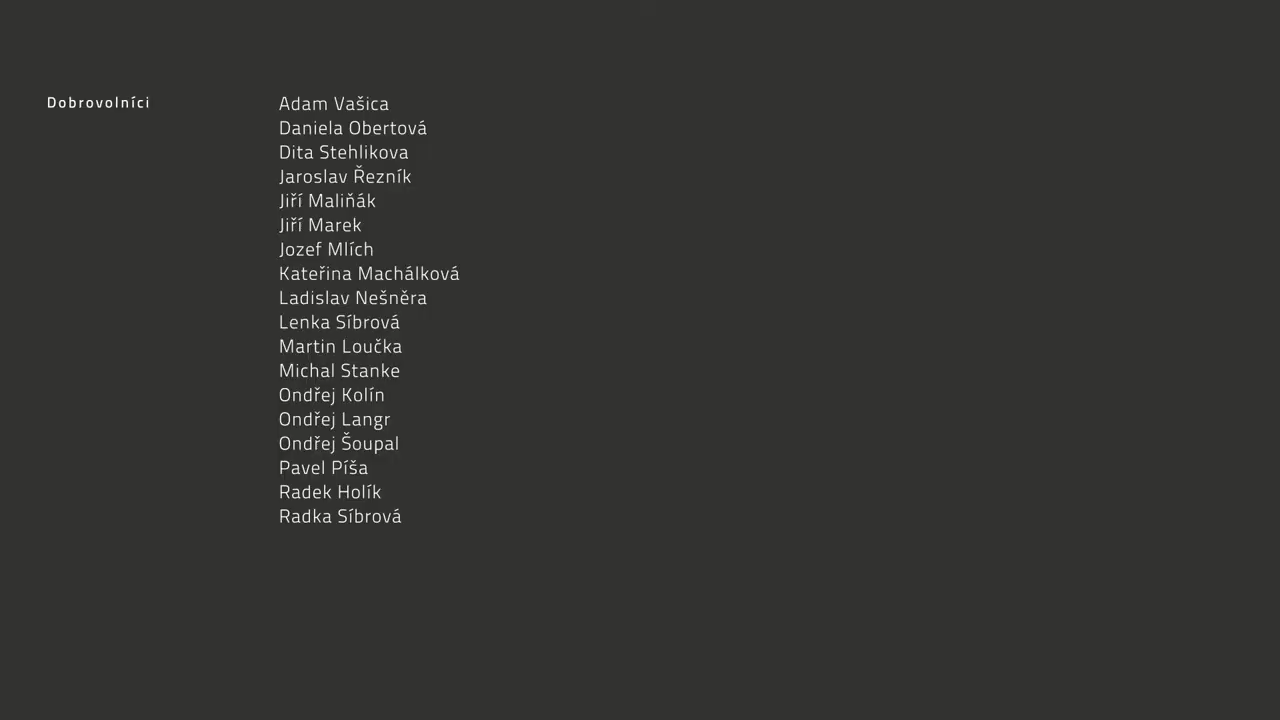 Dobrovolníci
Adam Vašica
Daniela Obertová
Dita Stehlikova
Jaroslav Řezník
Jiří Maliňák
Jiří Marek
Jozef Mlích
Kateřina Machálková
Ladislav Nešněra
Lenka Síbrová
Martin Loučka
Michal Stanke
Ondřej Kolín
Ondřej Langr
Ondřej Šoupal
Pavel Píša
Radek Holík
Radka Síbrová